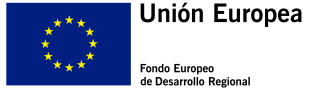 Unión Europea
Fondo Europeo
de Desarrollo Regional